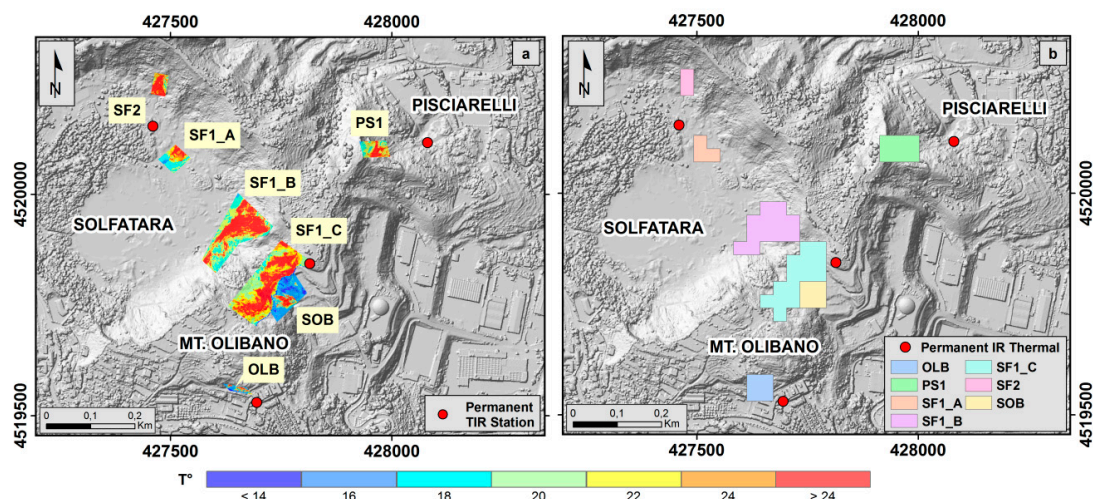 427500 428000 427500 428000
a b
N N
PISCIARELLI PISCIARELLI
SF2
PS1
SF1_A
4520000 4520000
SF1_B
SOLFATARA SOLFATARA
SF1_C
SOB
MT. OLIBANO MT. OLIBANO
OLB
Permanent IR Thermal
OLB SF1_C
PS1 SF2
SF1_A SOB
SF1_B
Permanent
TIR Station
0 0,1 0,2 0 0,1 0,2
Km Km
4519500 4519500
427500 428000 427500 428000
T°
< 14 16 18 20 22 24 > 24